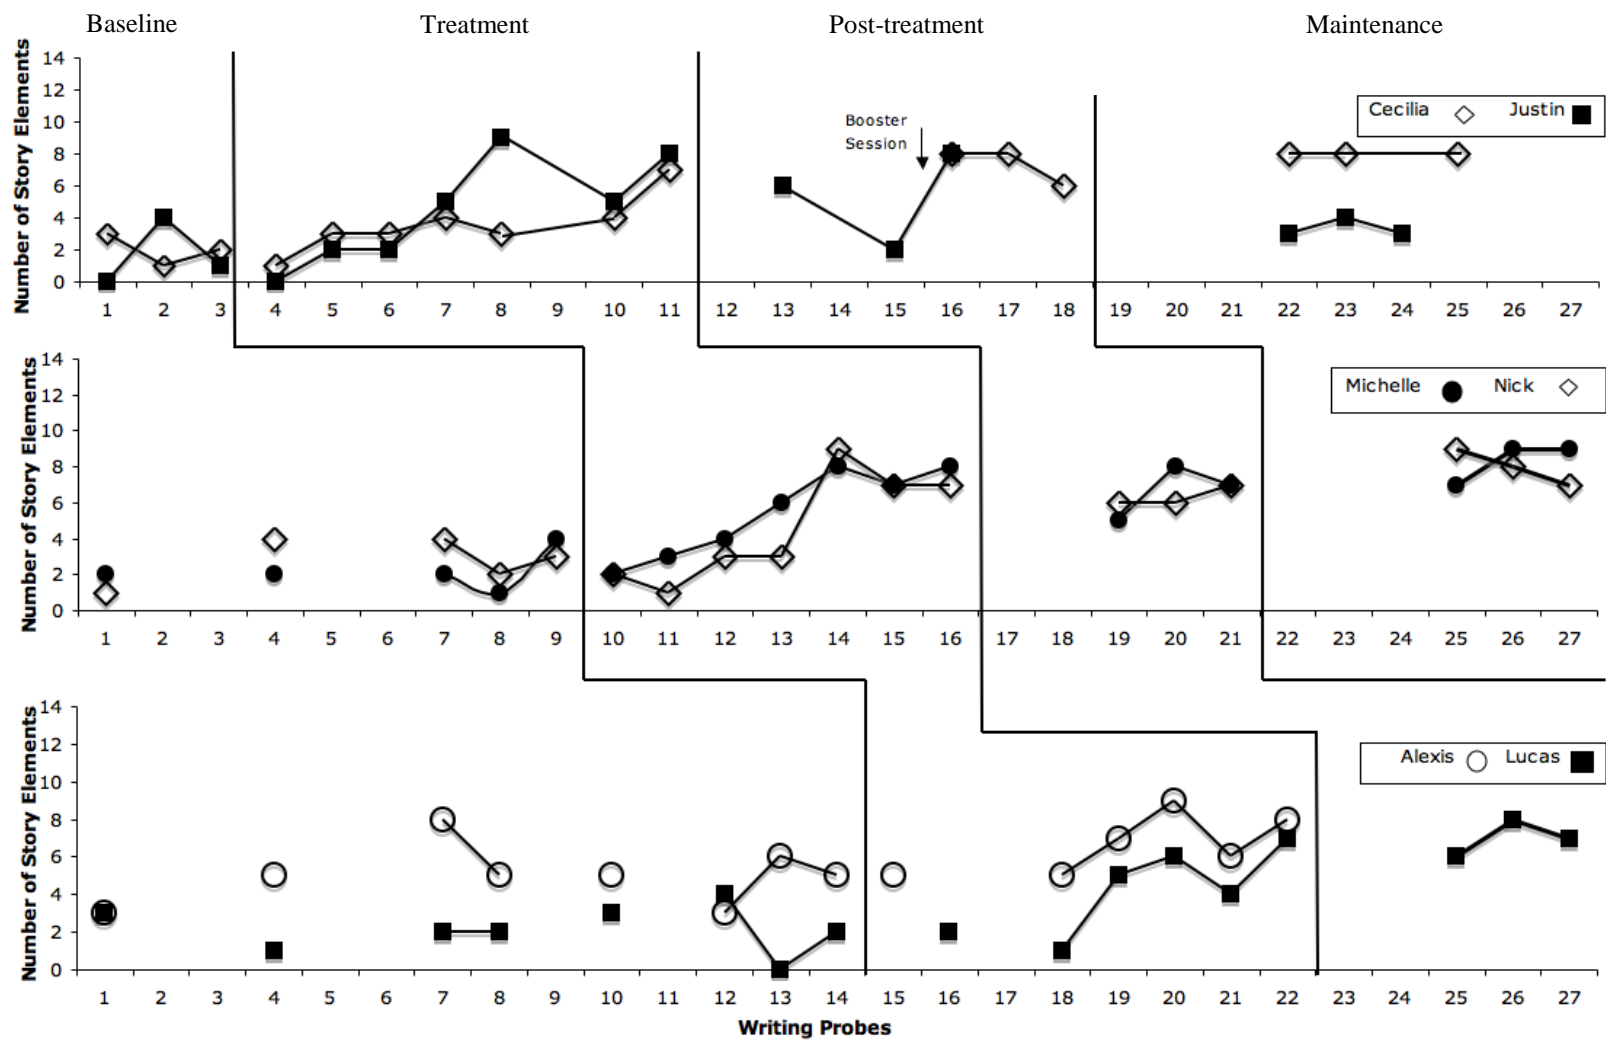 Baseline Treatment Post-treatment Maintenance
Number of Story Elements
14
12
10
8
6
4
2
0
Booster
Session
Cecilia Justin
1 2 3 4 5 6 7 8 9 10 11 12 13 14 15 16 17 18 19 20 21 22 23 24 25 26 27
Number of Story Elements
14
12
10
8
6
4
2
0
Michelle Nick
1 2 3 4 5 6 7 8 9 10 11 12 13 14 15 16 17 18 19 20 21 22 23 24 25 26 27
Number of Story Elements
14
12
10
8
6
4
2
0
Alexis Lucas
1 2 3 4 5 6 7 8 9 10 11 12 13 14 15 16 17 18 19 20 21 22 23 24 25 26 27
Writing Probes